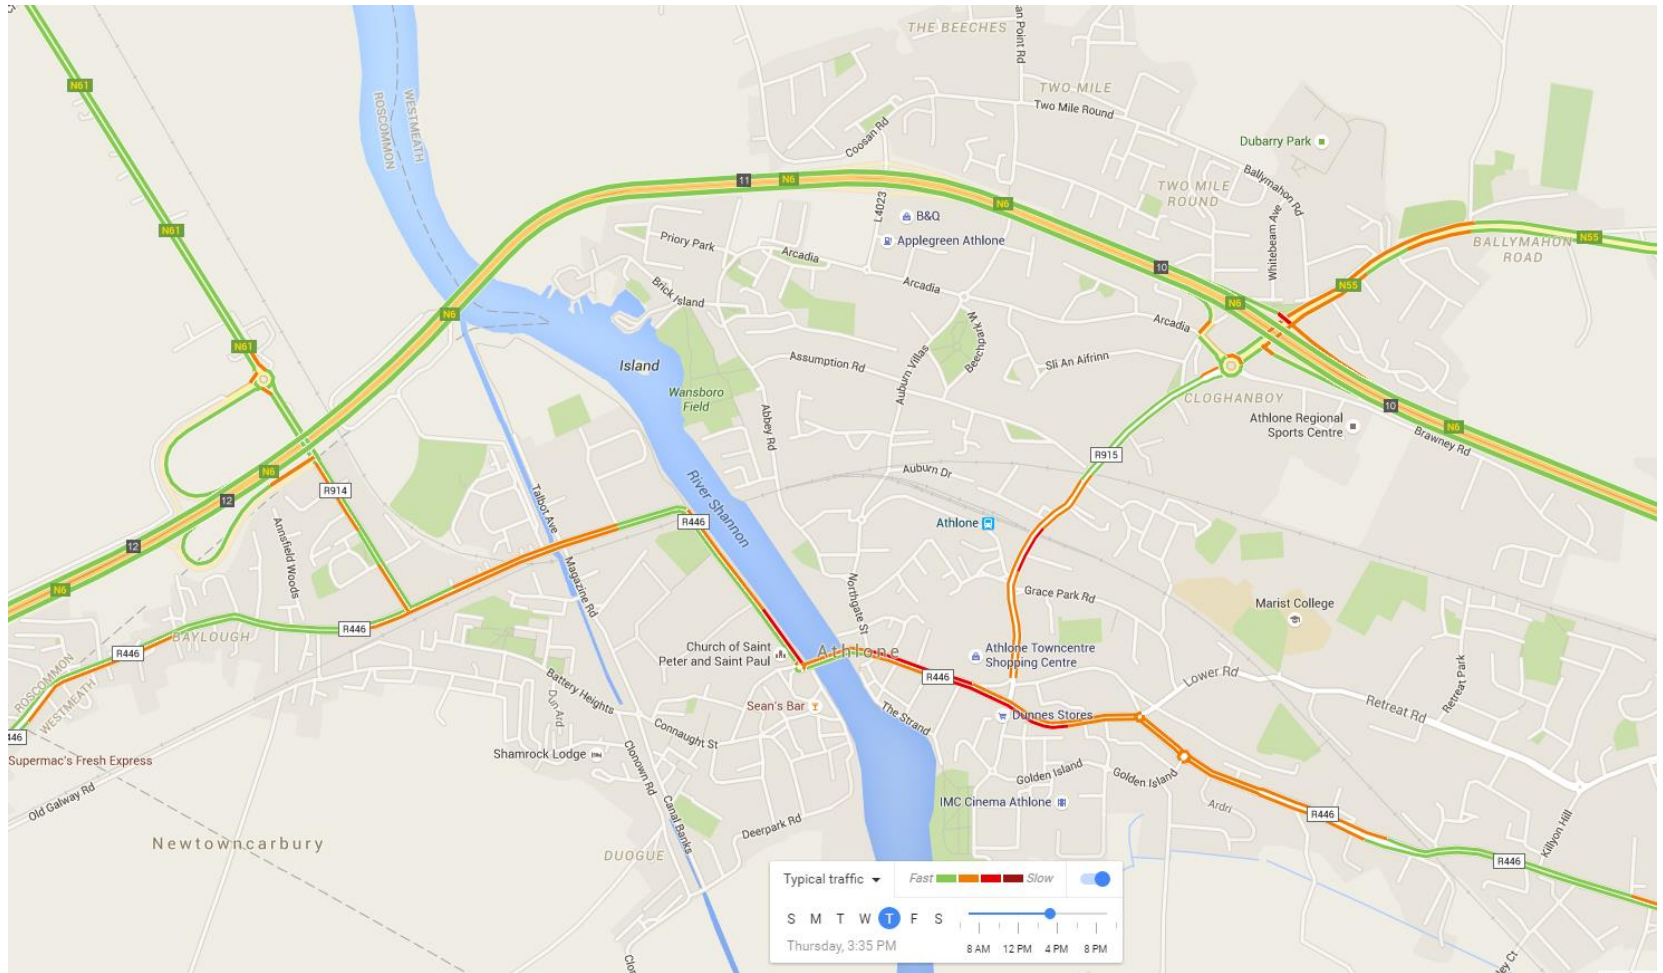 THE BEECHES
an Point Rd
TWO MILE
Two Mile Round
Coosan Rd
Dubarry Park
N61
ROSCOMMON
WESTMEATH
11
N6
TWO MILE
ROUND
Ballymahon Rd
Whitebeam Ave
L4023
N6
B&Q
Applegreen Athlone
N61
Priory Park
Arcadia
Arcadia
10
BALLYMAHON
ROAD
N55
N55
Brick Island
N6
N6
Arcadia
N61
Island
Assumption Rd
Auburn Villas
Beechpark W
Sli An Aifrinn
Wansboro
Field
Abbey Rd
CLOGHANBOY
10
Athlone Regional
Sports Centre
N6
Brawney Rd
R915
N6
Auburn Dr
12
R914
River Shannon
Talbot Ave
R446
Athlone
12
Annsfield Woods
N6
Magazine Rd
Northgate St
Grace Park Rd
Marist College
R446
BAYLOUGH
R446
Church of Saint
Peter and Saint Paul
Athlone
Athlone Towncentre
Shopping Centre
R446
Lower Rd
Retreat Park
Retreat Rd
ROSCOMMON
WESTMEATH
Battery Heights
Dun Ard
Sean's Bar
The Strand
Dunnes Stores
446
Connaught St
Shamrock Lodge
Supermac's Fresh Express
Clonown Rd
Golden Island
Golden Island
Old Galway Rd
Canal Banks
IMC Cinema Athlone
Ardri
R446
Deerpark Rd
Newtowncarbury
DUOGUE
Killyon Hill
R446
Typical traffic
Fast
Slow
S M T W T F S
Thursday, 3:35 PM
8 AM 12 PM 4 PM 8 PM
ley Ct